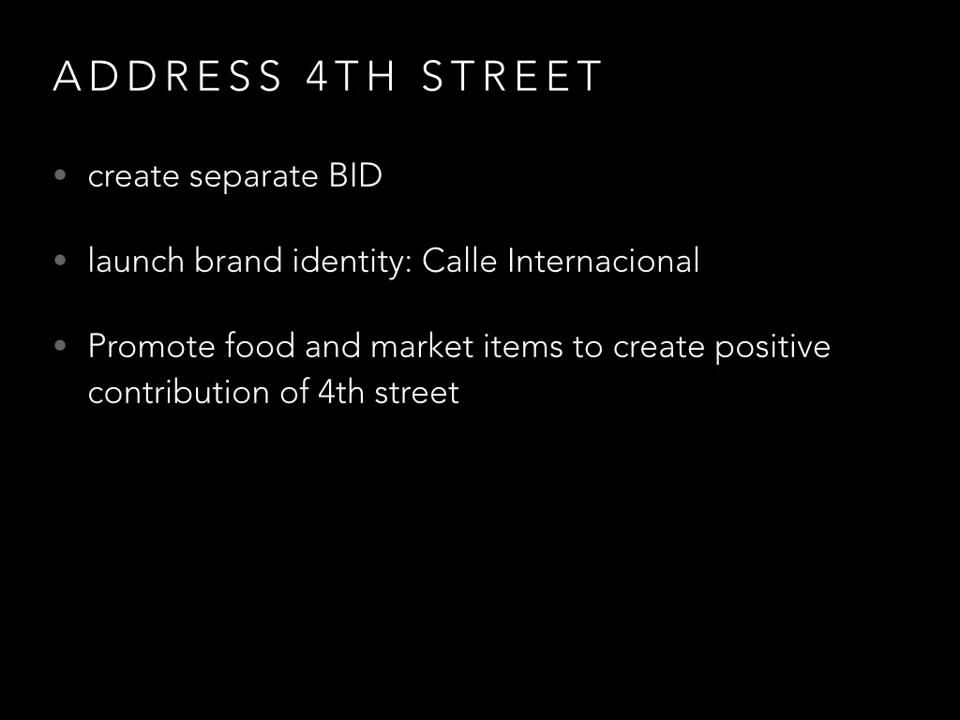 ADDRESS 4TH STREET
• create separate BID
• launch brand identity: Calle Internacional
• Promote food and market items to create positive
contribution of 4th street